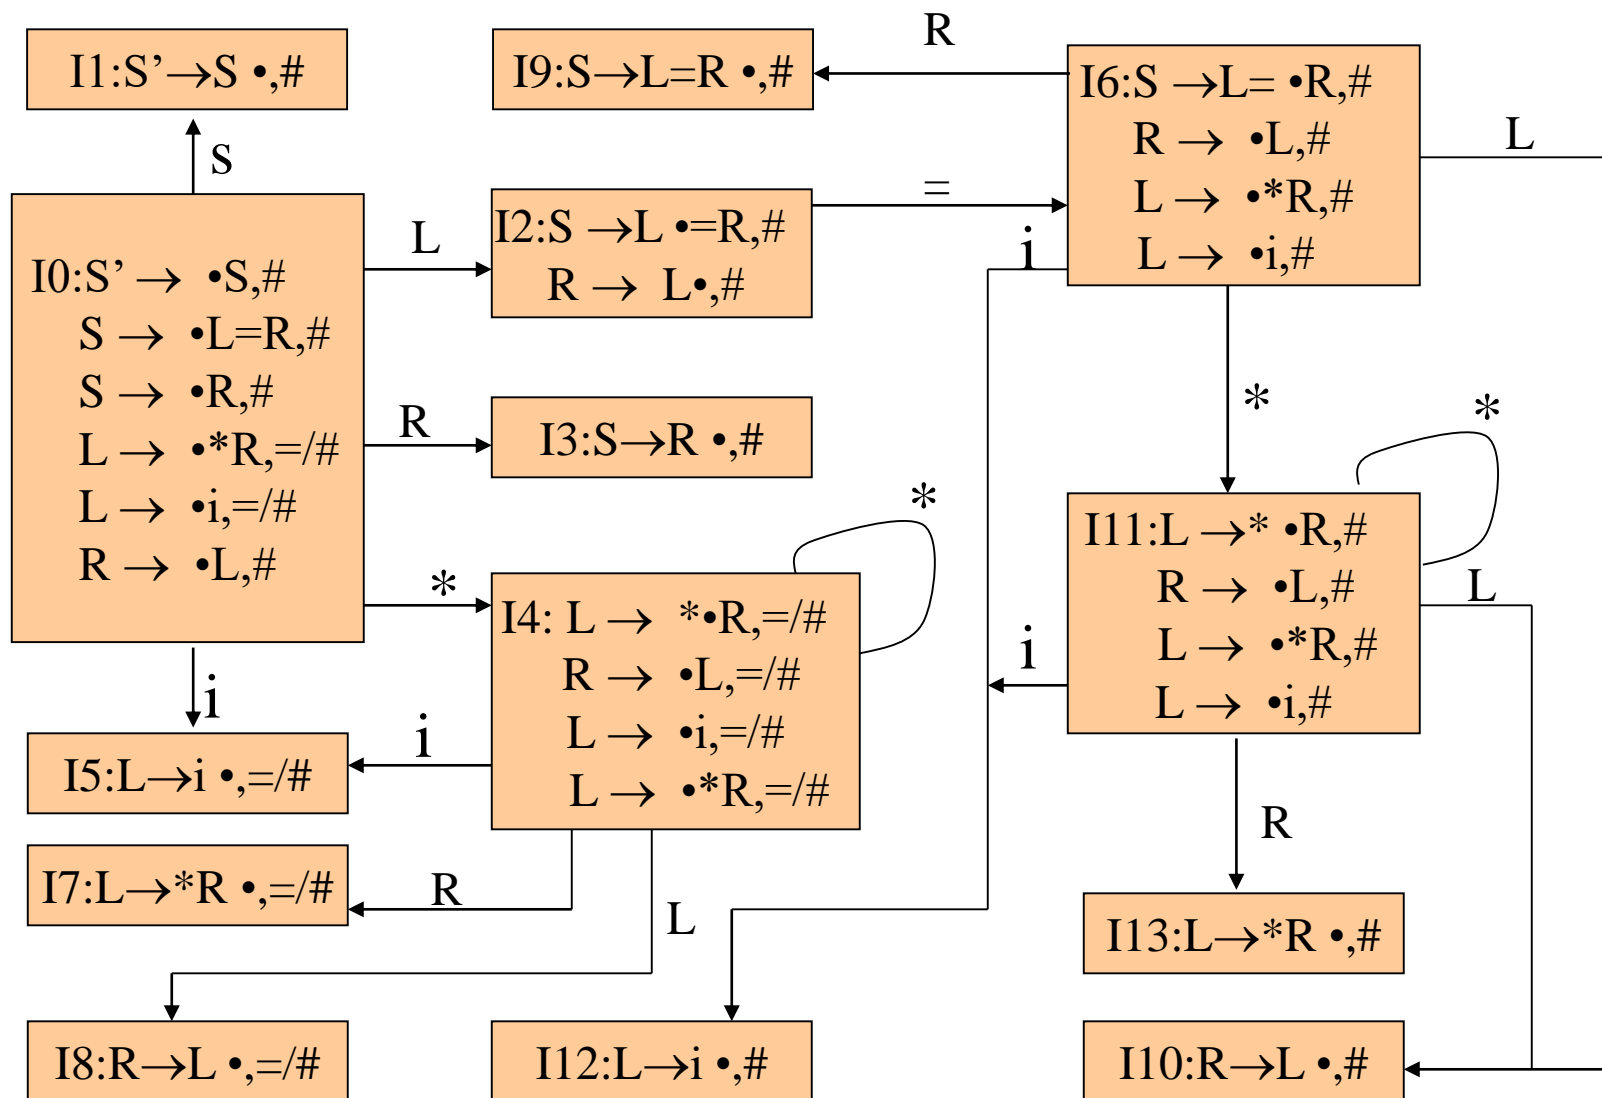 I1:S’→S •,#
S
I0:S’→ •S,#
S → •L=R,#
S → •R,#
L → •*R,=/#
L → •i,=/#
R → •L,#
L
R
*
i
I2:S →L •=R,#
R → L•,#
=
I3:S→R •,#
I4: L → *•R,=/#
R → •L,=/#
L → •i,=/#
L → •*R,=/#
*
i
R
L
I5:L→i •,=/#
I7:L→*R •,=/#
I8:R→L •,=/#
I9:S→L=R •,#
R
I6:S →L= •R,#
R → •L,#
L → •*R,#
L → •i,#
L
i
*
I11:L →* •R,#
R → •L,#
L → •*R,#
L → •i,#
*
L
i
R
I13:L→*R •,#
I12:L→i •,#
I10:R→L •,#